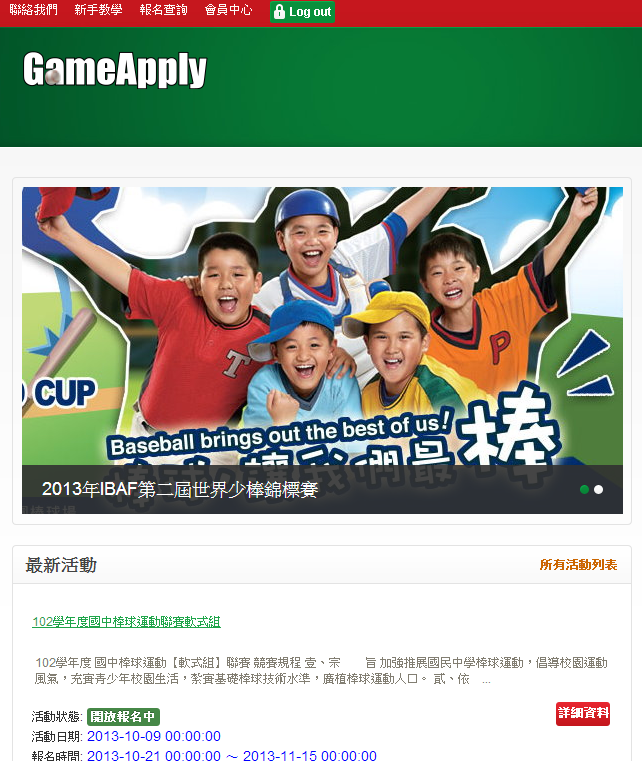 聯絡我們 新手教學 報名查詢 會員中心 Log out
GameApply
CUP
T
P
Baseball brings out the best of us!
棒
2013年IBAF第二屆世界少棒錦標賽
最新活動 所有活動列表
102學年度國中棒球運動聯賽軟式組
102學年度 國中棒球運動【軟式組】聯賽 競賽規程 壹、宗 旨 加強推展國民中學棒球運動，倡導校園運動
風氣，充實青少年校園生活，紮實基礎棒球技術水準，廣植棒球運動人口。 貳、依 ...
活動狀態: 開放報名中 詳細資料
活動日期: 2013-10-09 00:00:00
報名時間: 2013-10-21 00:00:00 ～ 2013-11-15 00:00:00